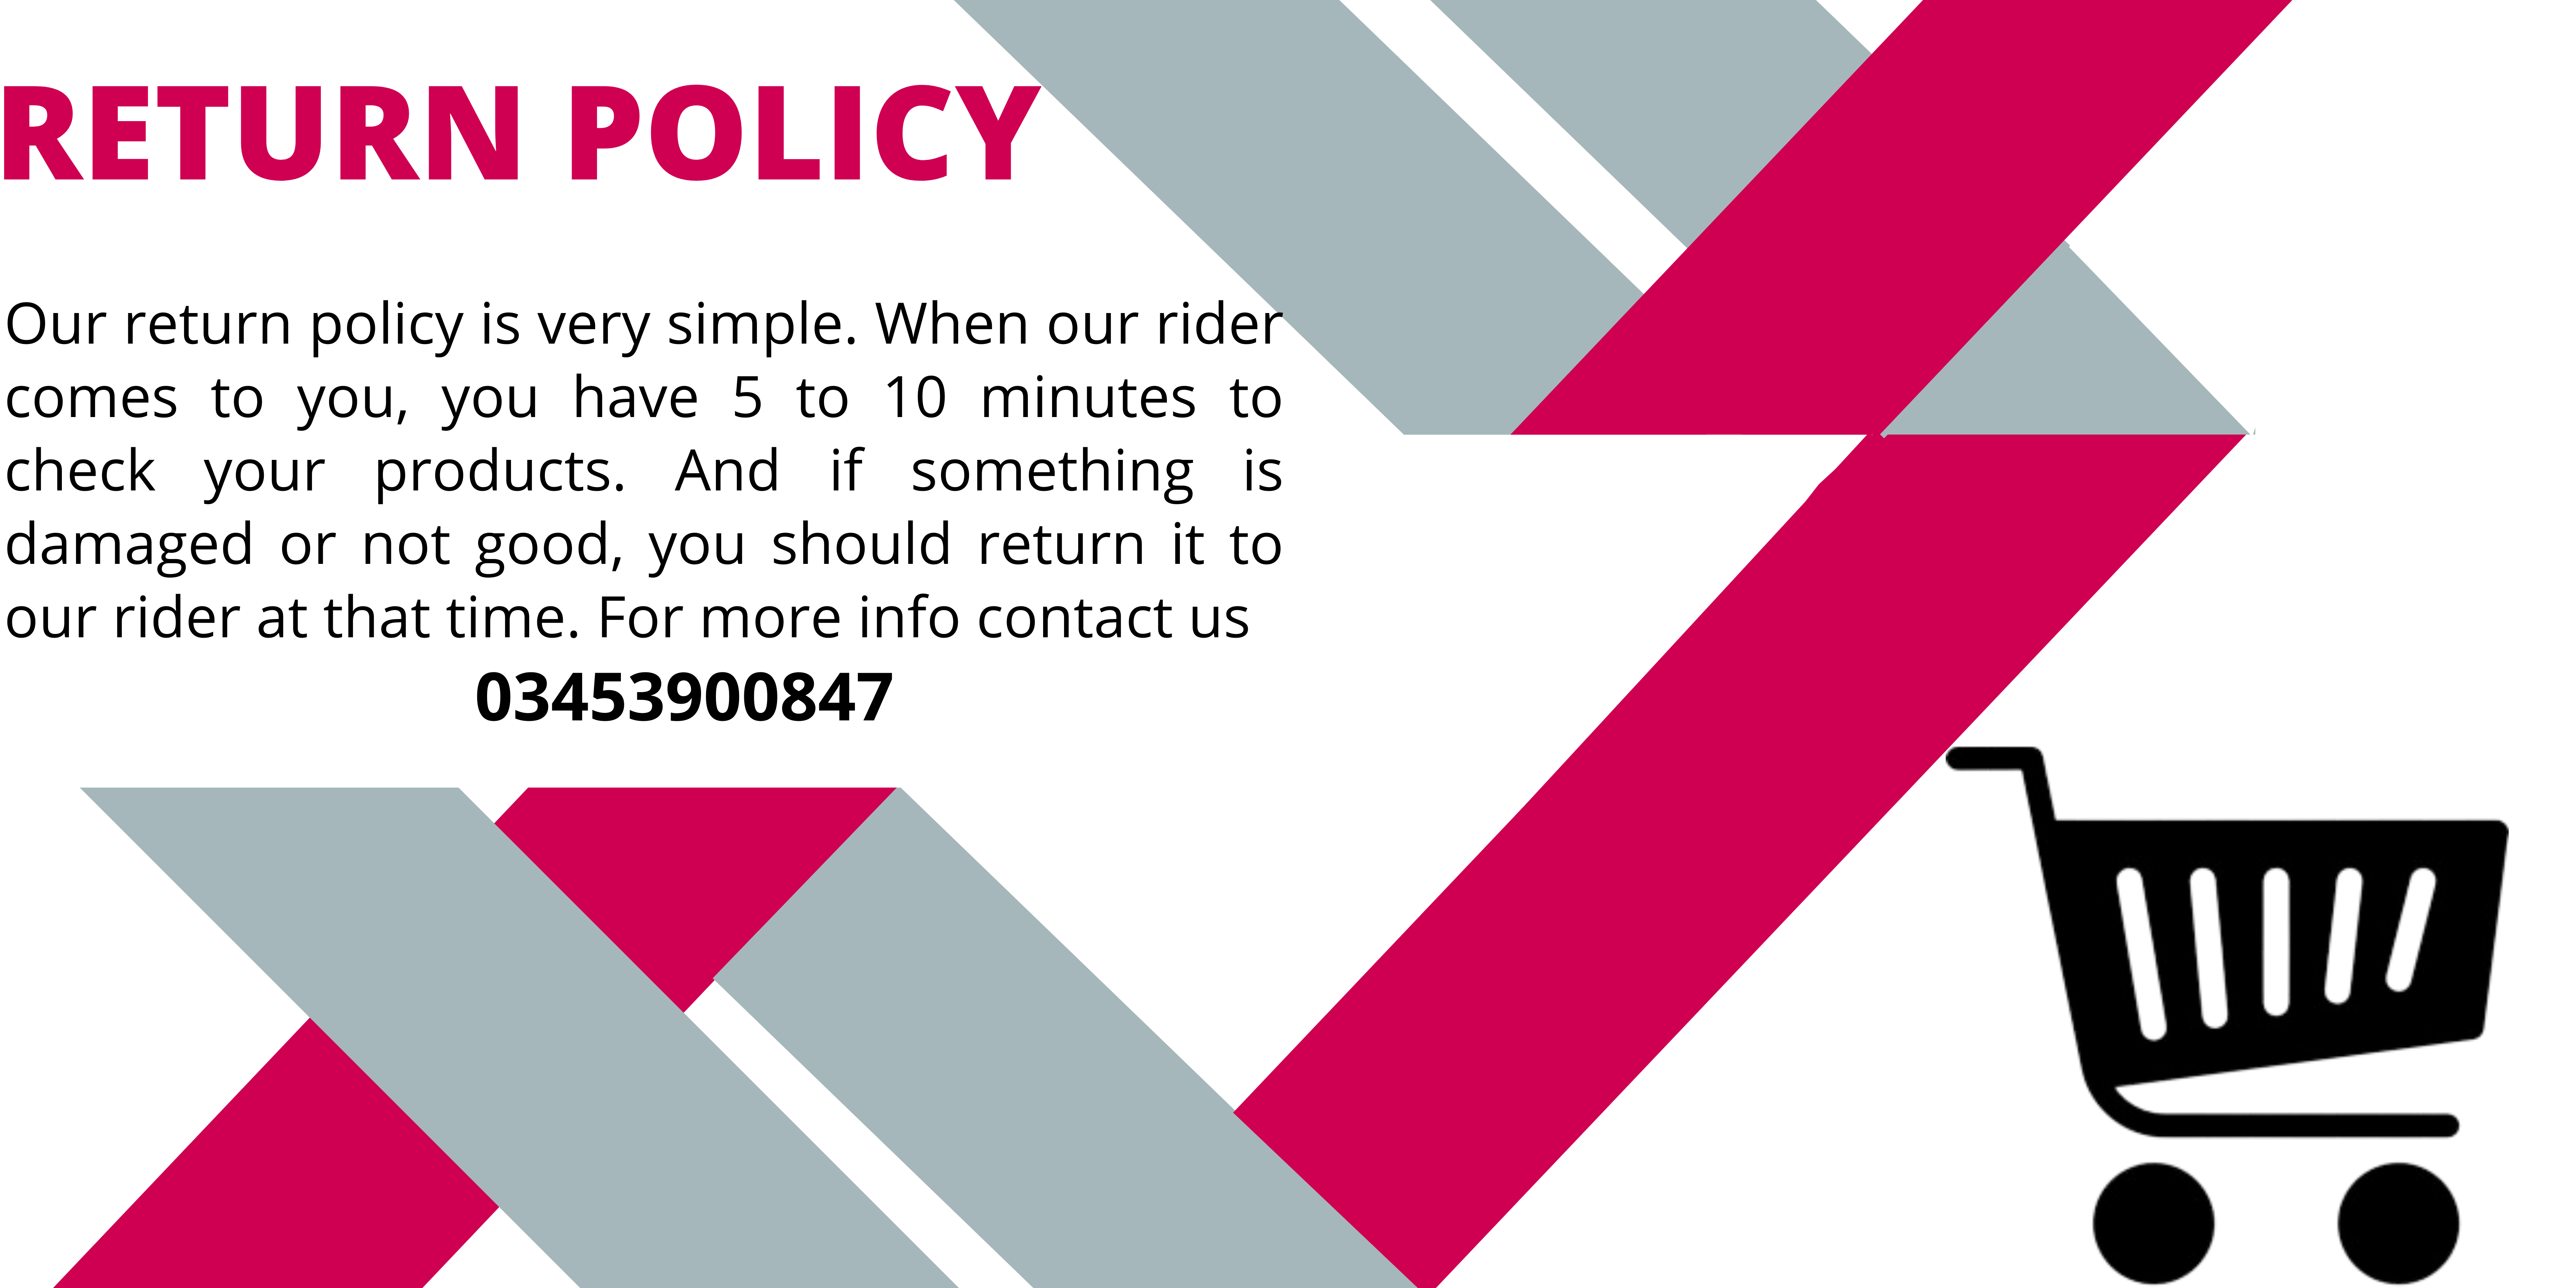 RETURN POLICY
Our return policy is very simple. When our rider
comes to you, you have 5 to 10 minutes to
check your products. And if something is
damaged or not good, you should return it to
our rider at that time. For more info contact us
03453900847